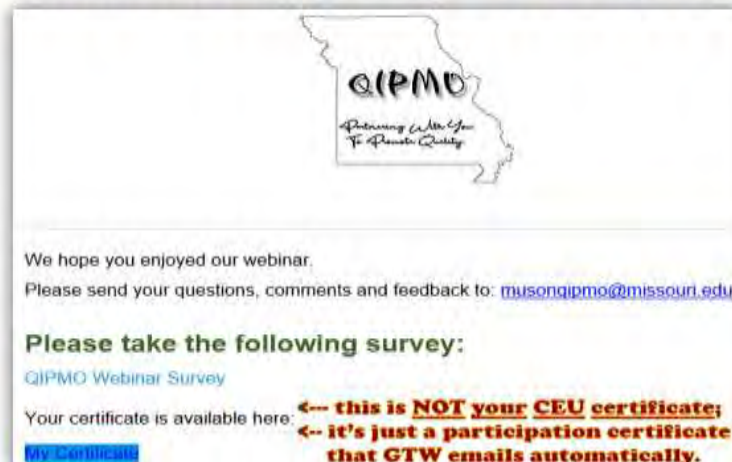 QIPMO
Partnering With You
To Promote Quality
We hope you enjoyed our webinar.
Please send your questions, comments and feedback to: musonqipmo@missouri.edu
Please take the following survey:
QIPMO Webinar Survey
Your certificate is available here: <--- this is NOT your CEU certificate;
<-- it's just a participation certificate
My Certificate that GTW emails automatically.